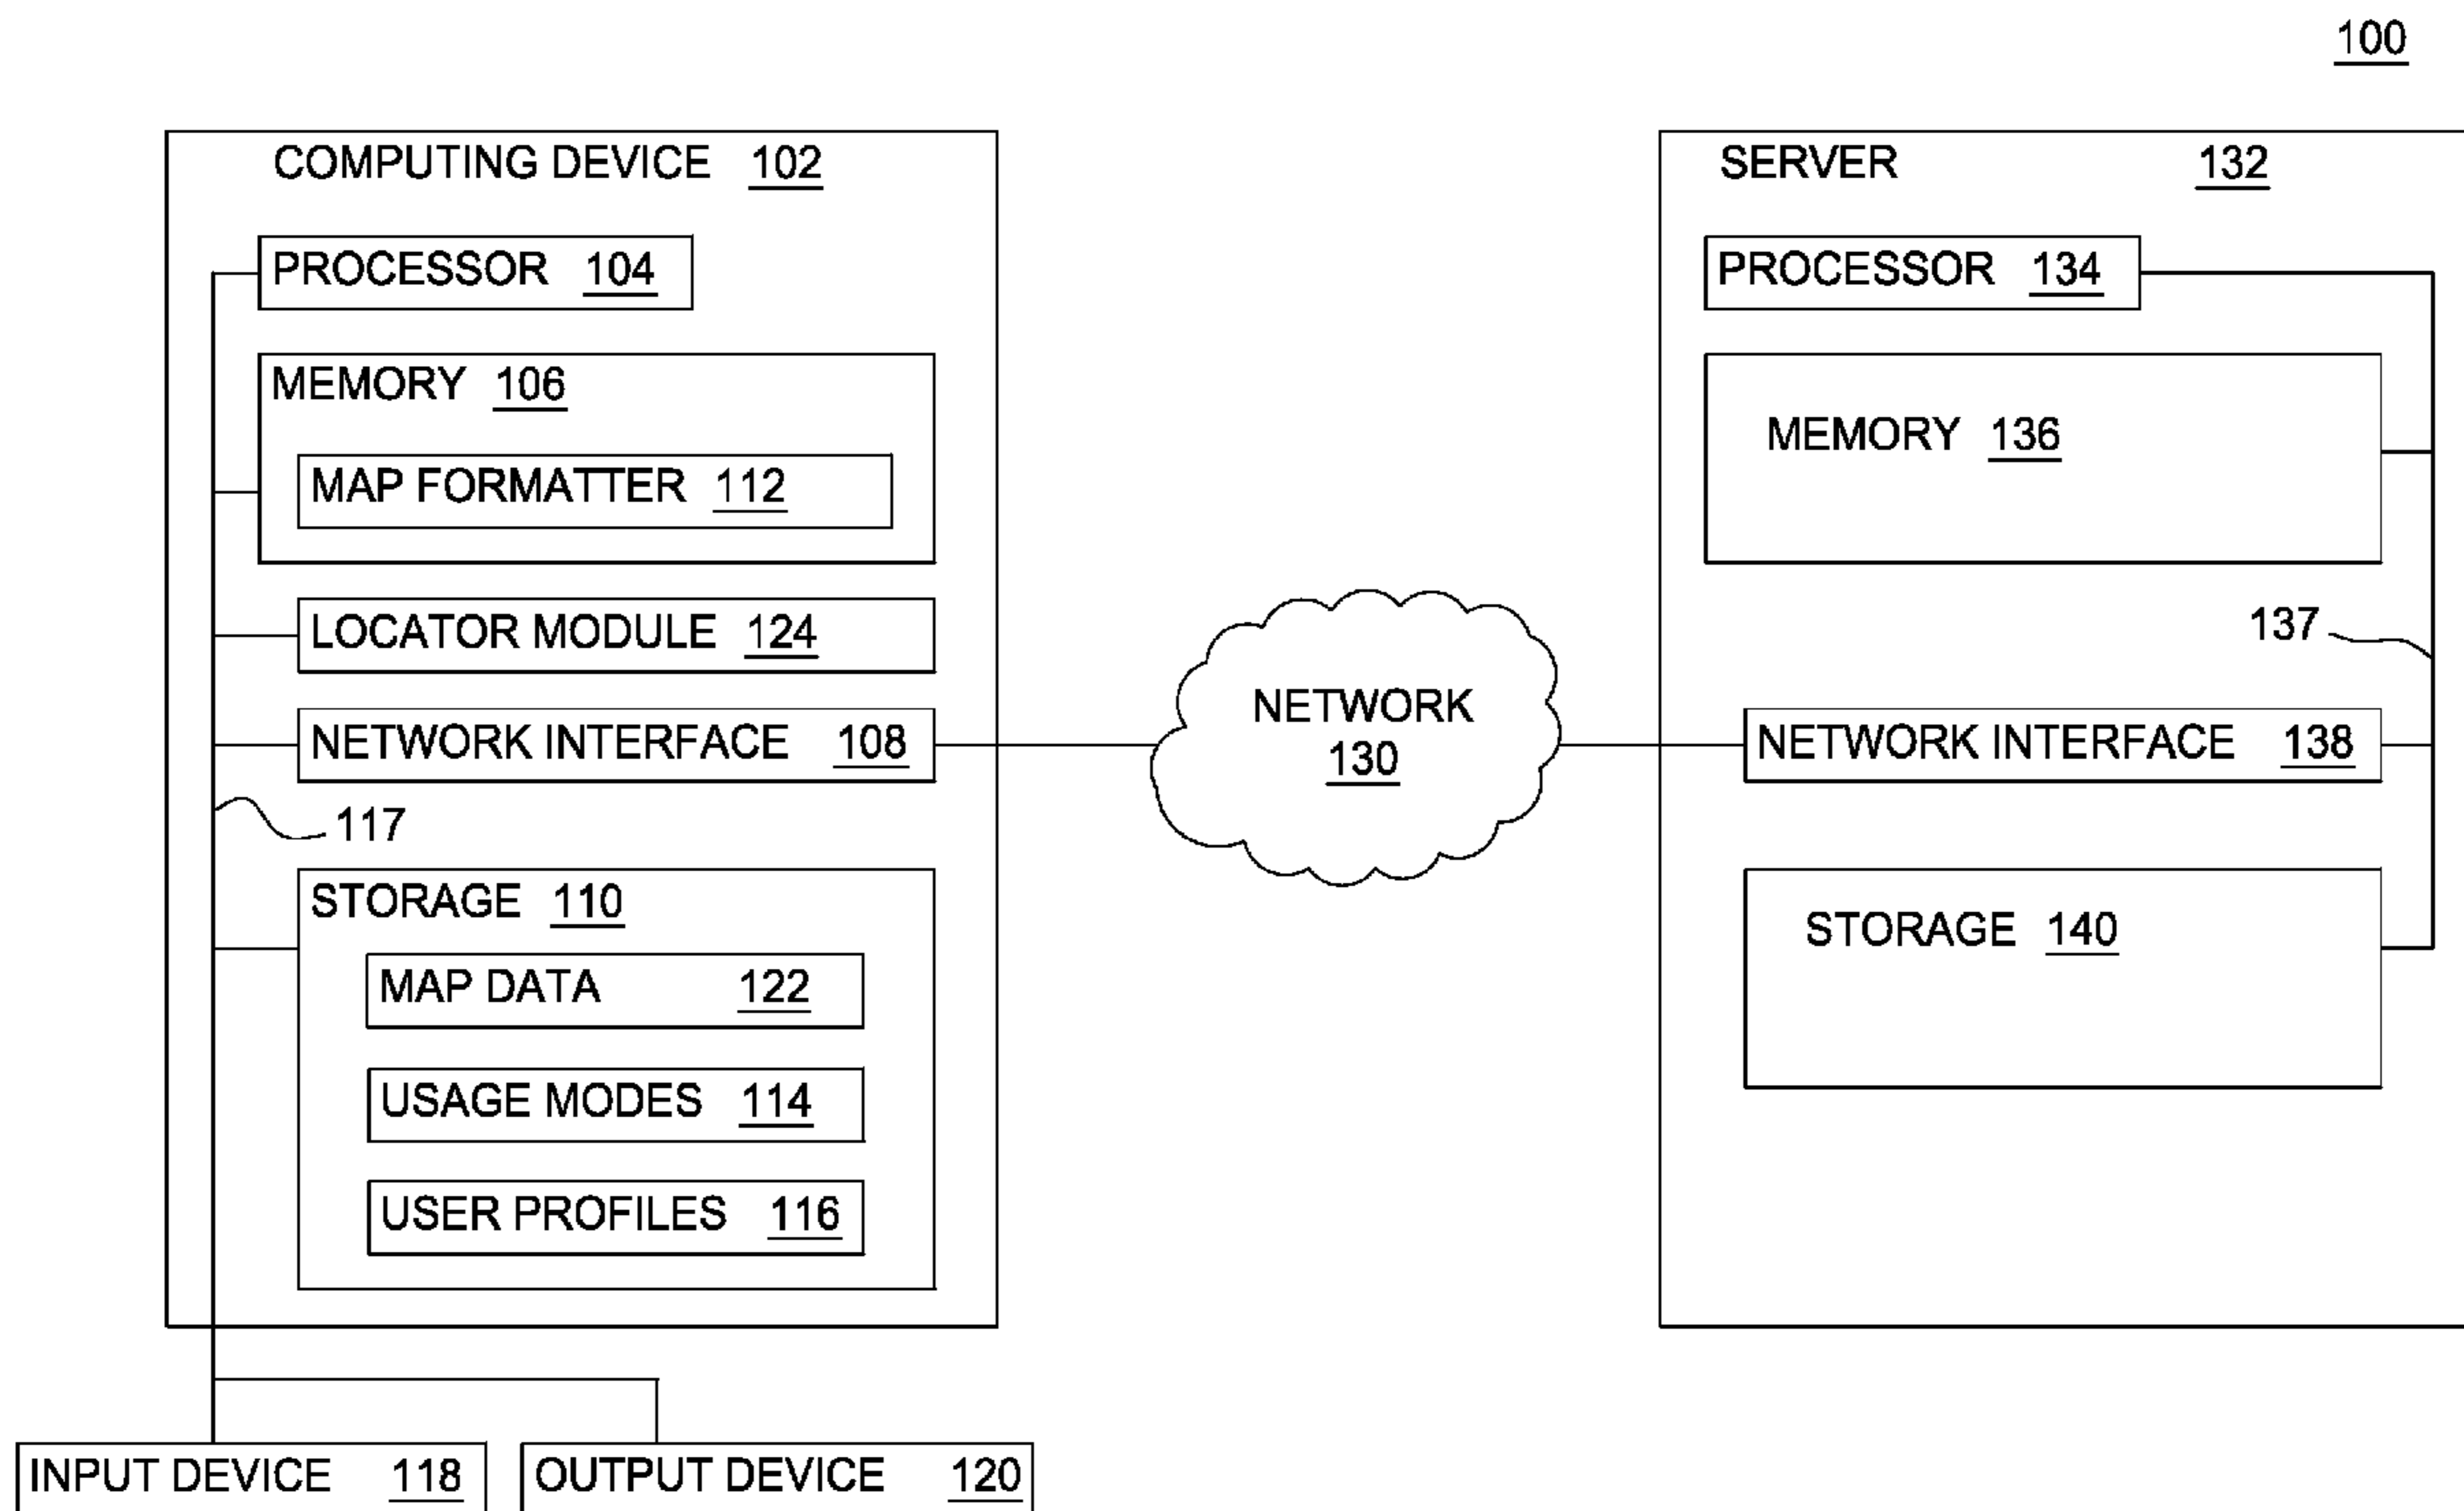 100
COMPUTING DEVICE 102
PROCESSOR 104
MEMORY 106
MAP FORMATTER 112
LOCATOR MODULE 124
NETWORK INTERFACE 108
117
STORAGE 110
MAP DATA 122
USAGE MODES 114
USER PROFILES 116
INPUT DEVICE 118
OUTPUT DEVICE 120
NETWORK
130
SERVER 132
PROCESSOR 134
MEMORY 136
137
NETWORK INTERFACE 138
STORAGE 140